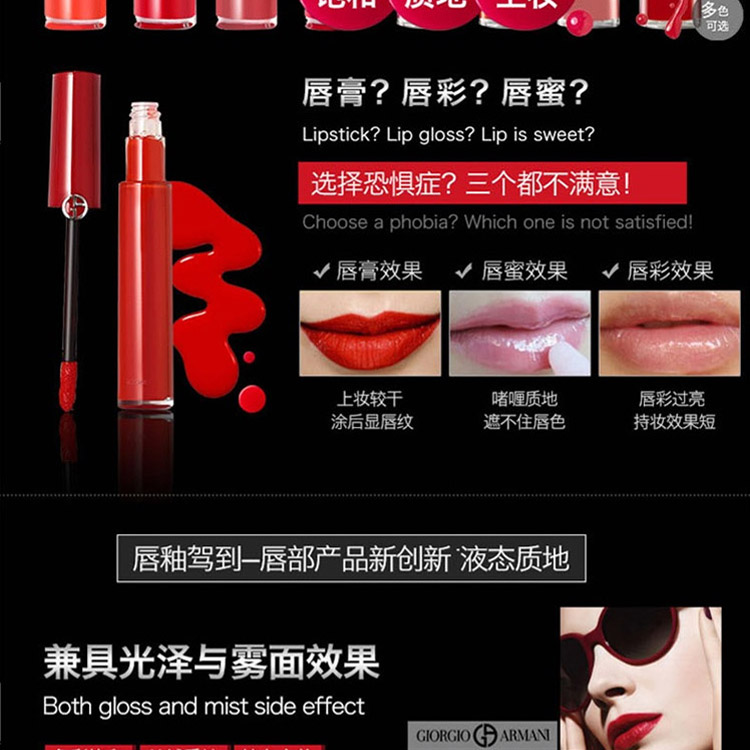 多色
可选
唇膏? 唇彩? 唇蜜?
Lipstick? Lip gloss? Lip is sweet?
选择恐惧症? 三个都不满意!
Choose a phobia? Which one is not satisfied!
唇膏效果
唇蜜效果
唇彩效果
上妆较干
涂后显唇纹
啫喱质地
遮不住唇色
唇彩过亮
持妆效果短
唇釉驾到–唇部产品新创新 液态质地
兼具光泽与雾面效果
Both gloss and mist side effect
GIORGIO ARMANI